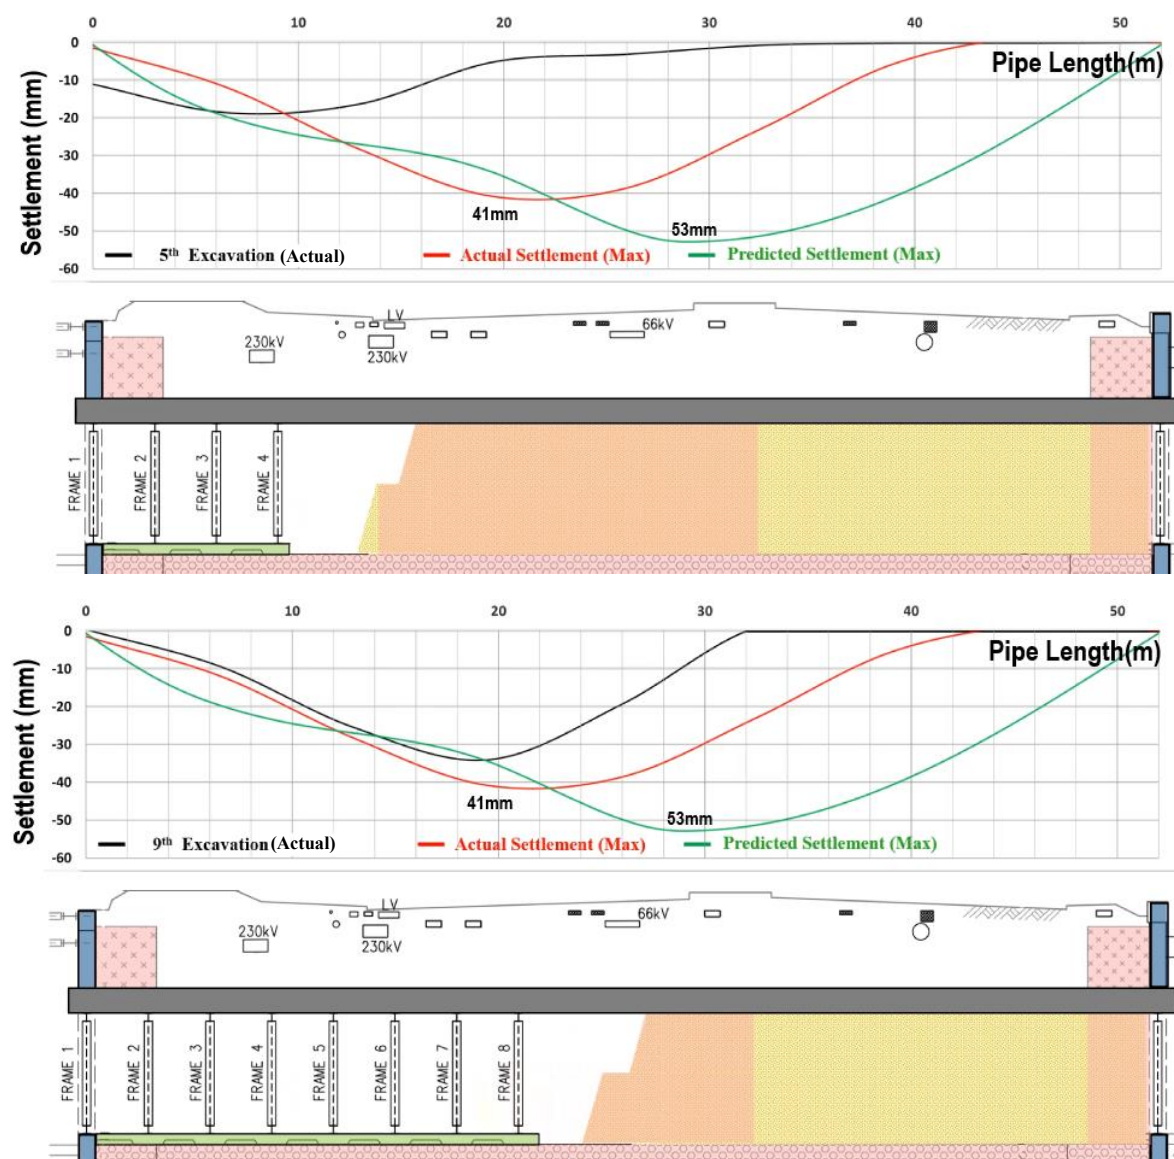 0 10 20 30 40 50
0
-10
-20
-30
-40
-50
-60
Settlement (mm)
Pipe Length(m)
41mm
53mm
5th Excavation (Actual) Actual Settlement (Max) Predicted Settlement (Max)
LV
66kV
230kV
230kV
FRAME 1
FRAME 2
FRAME 3
FRAME 4
0 10 20 30 40 50
0
-10
-20
-30
-40
-50
-60
Settlement (mm)
Pipe Length(m)
41mm
53mm
9th Excavation (Actual) Actual Settlement (Max) Predicted Settlement (Max)
LV
66kV
230kV
230kV
FRAME 1
FRAME 2
FRAME 3
FRAME 4
FRAME 5
FRAME 6
FRAME 7
FRAME 8